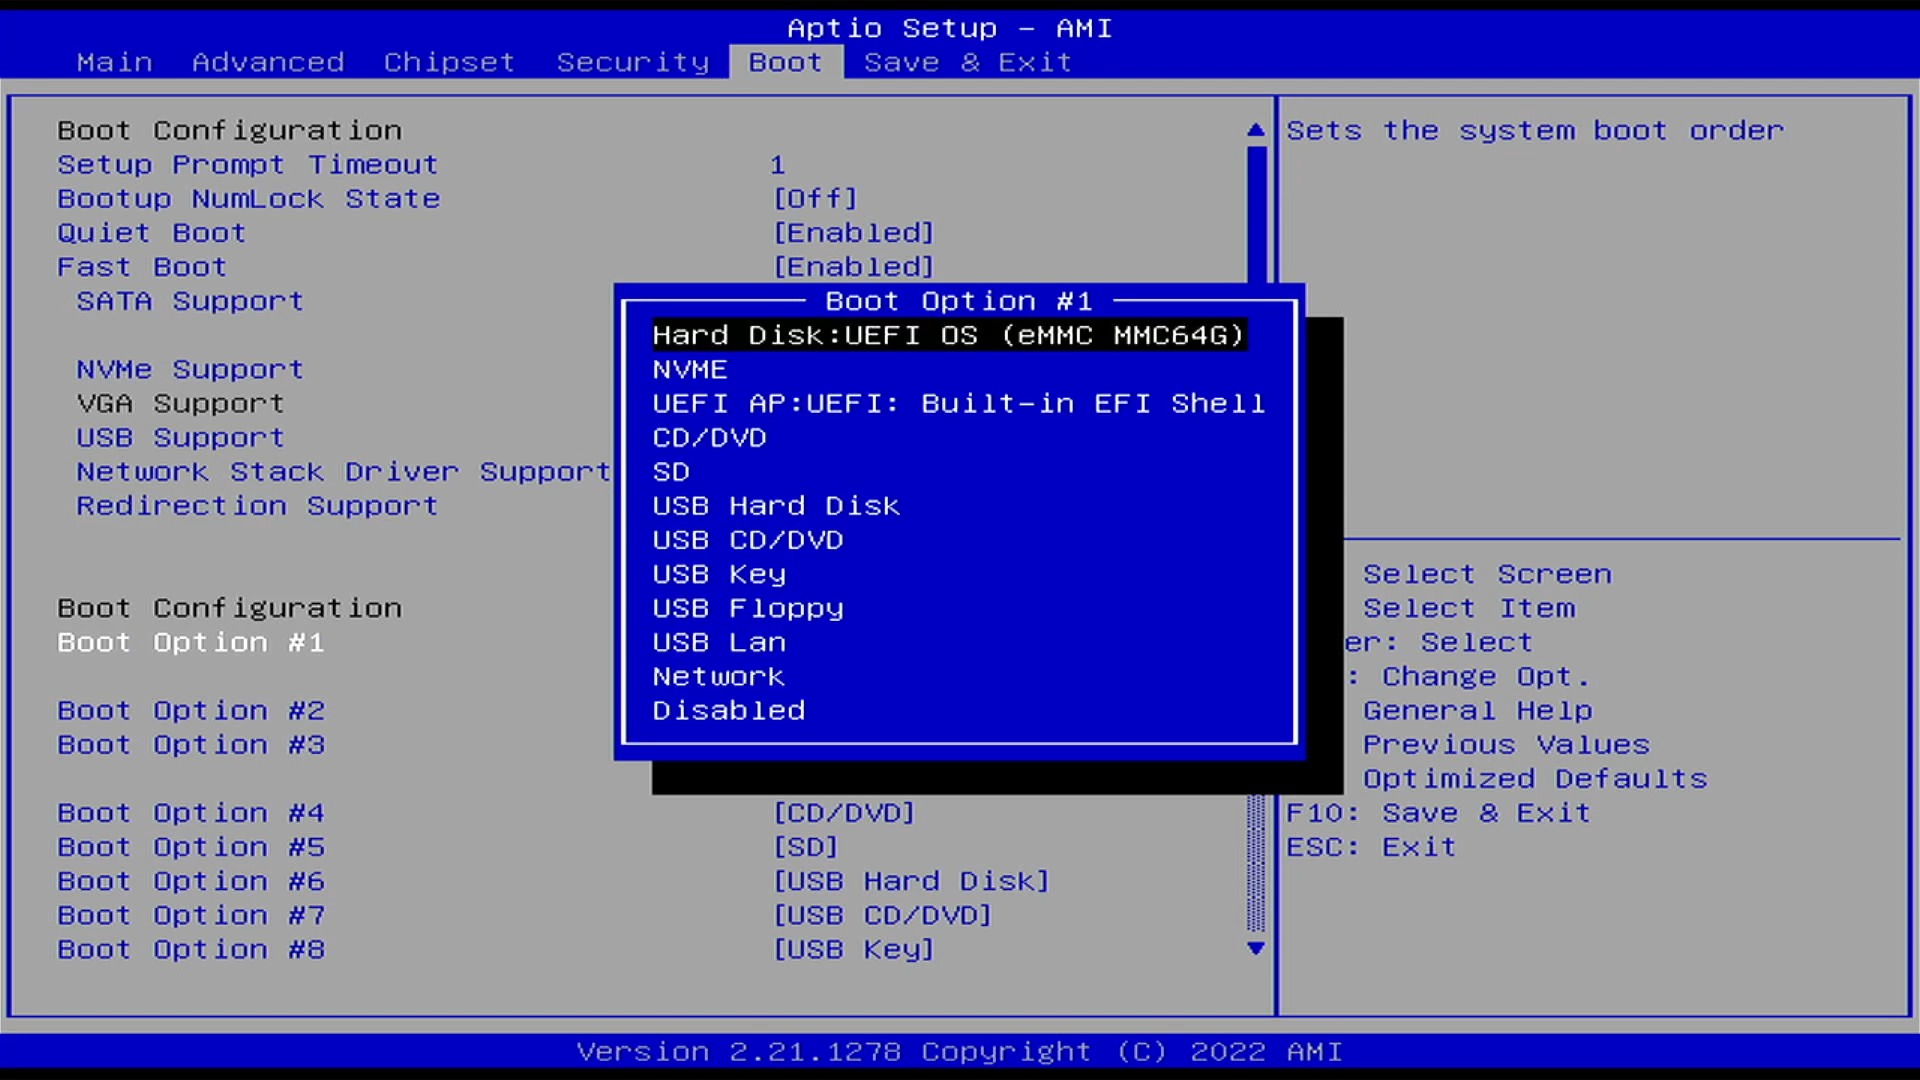 Aptio Setup – AMI
Main Advanced Chipset Security Boot Save & Exit
Boot Configuration
Setup Prompt Timeout 1
Bootup NumLock State [Off]
Quiet Boot [Enabled]
Fast Boot [Enabled]
SATA Support
NVMe Support
VGA Support
USB Support
Network Stack Driver Support
Redirection Support
Boot Configuration
Boot Option #1
Boot Option #2
Boot Option #3
Boot Option #4 [CD/DVD]
Boot Option #5 [SD]
Boot Option #6 [USB Hard Disk]
Boot Option #7 [USB CD/DVD]
Boot Option #8 [USB Key]
Boot Option #1
Hard Disk:UEFI OS (eMMC MMC64G)
NVME
UEFI AP:UEFI: Built-in EFI Shell
CD/DVD
SD
USB Hard Disk
USB CD/DVD
USB Key
USB Floppy
USB Lan
Network
Disabled
Sets the system boot order
Select Screen
Select Item
er: Select
: Change Opt.
General Help
Previous Values
Optimized Defaults
F10: Save & Exit
ESC: Exit
Version 2.21.1278 Copyright (C) 2022 AMI